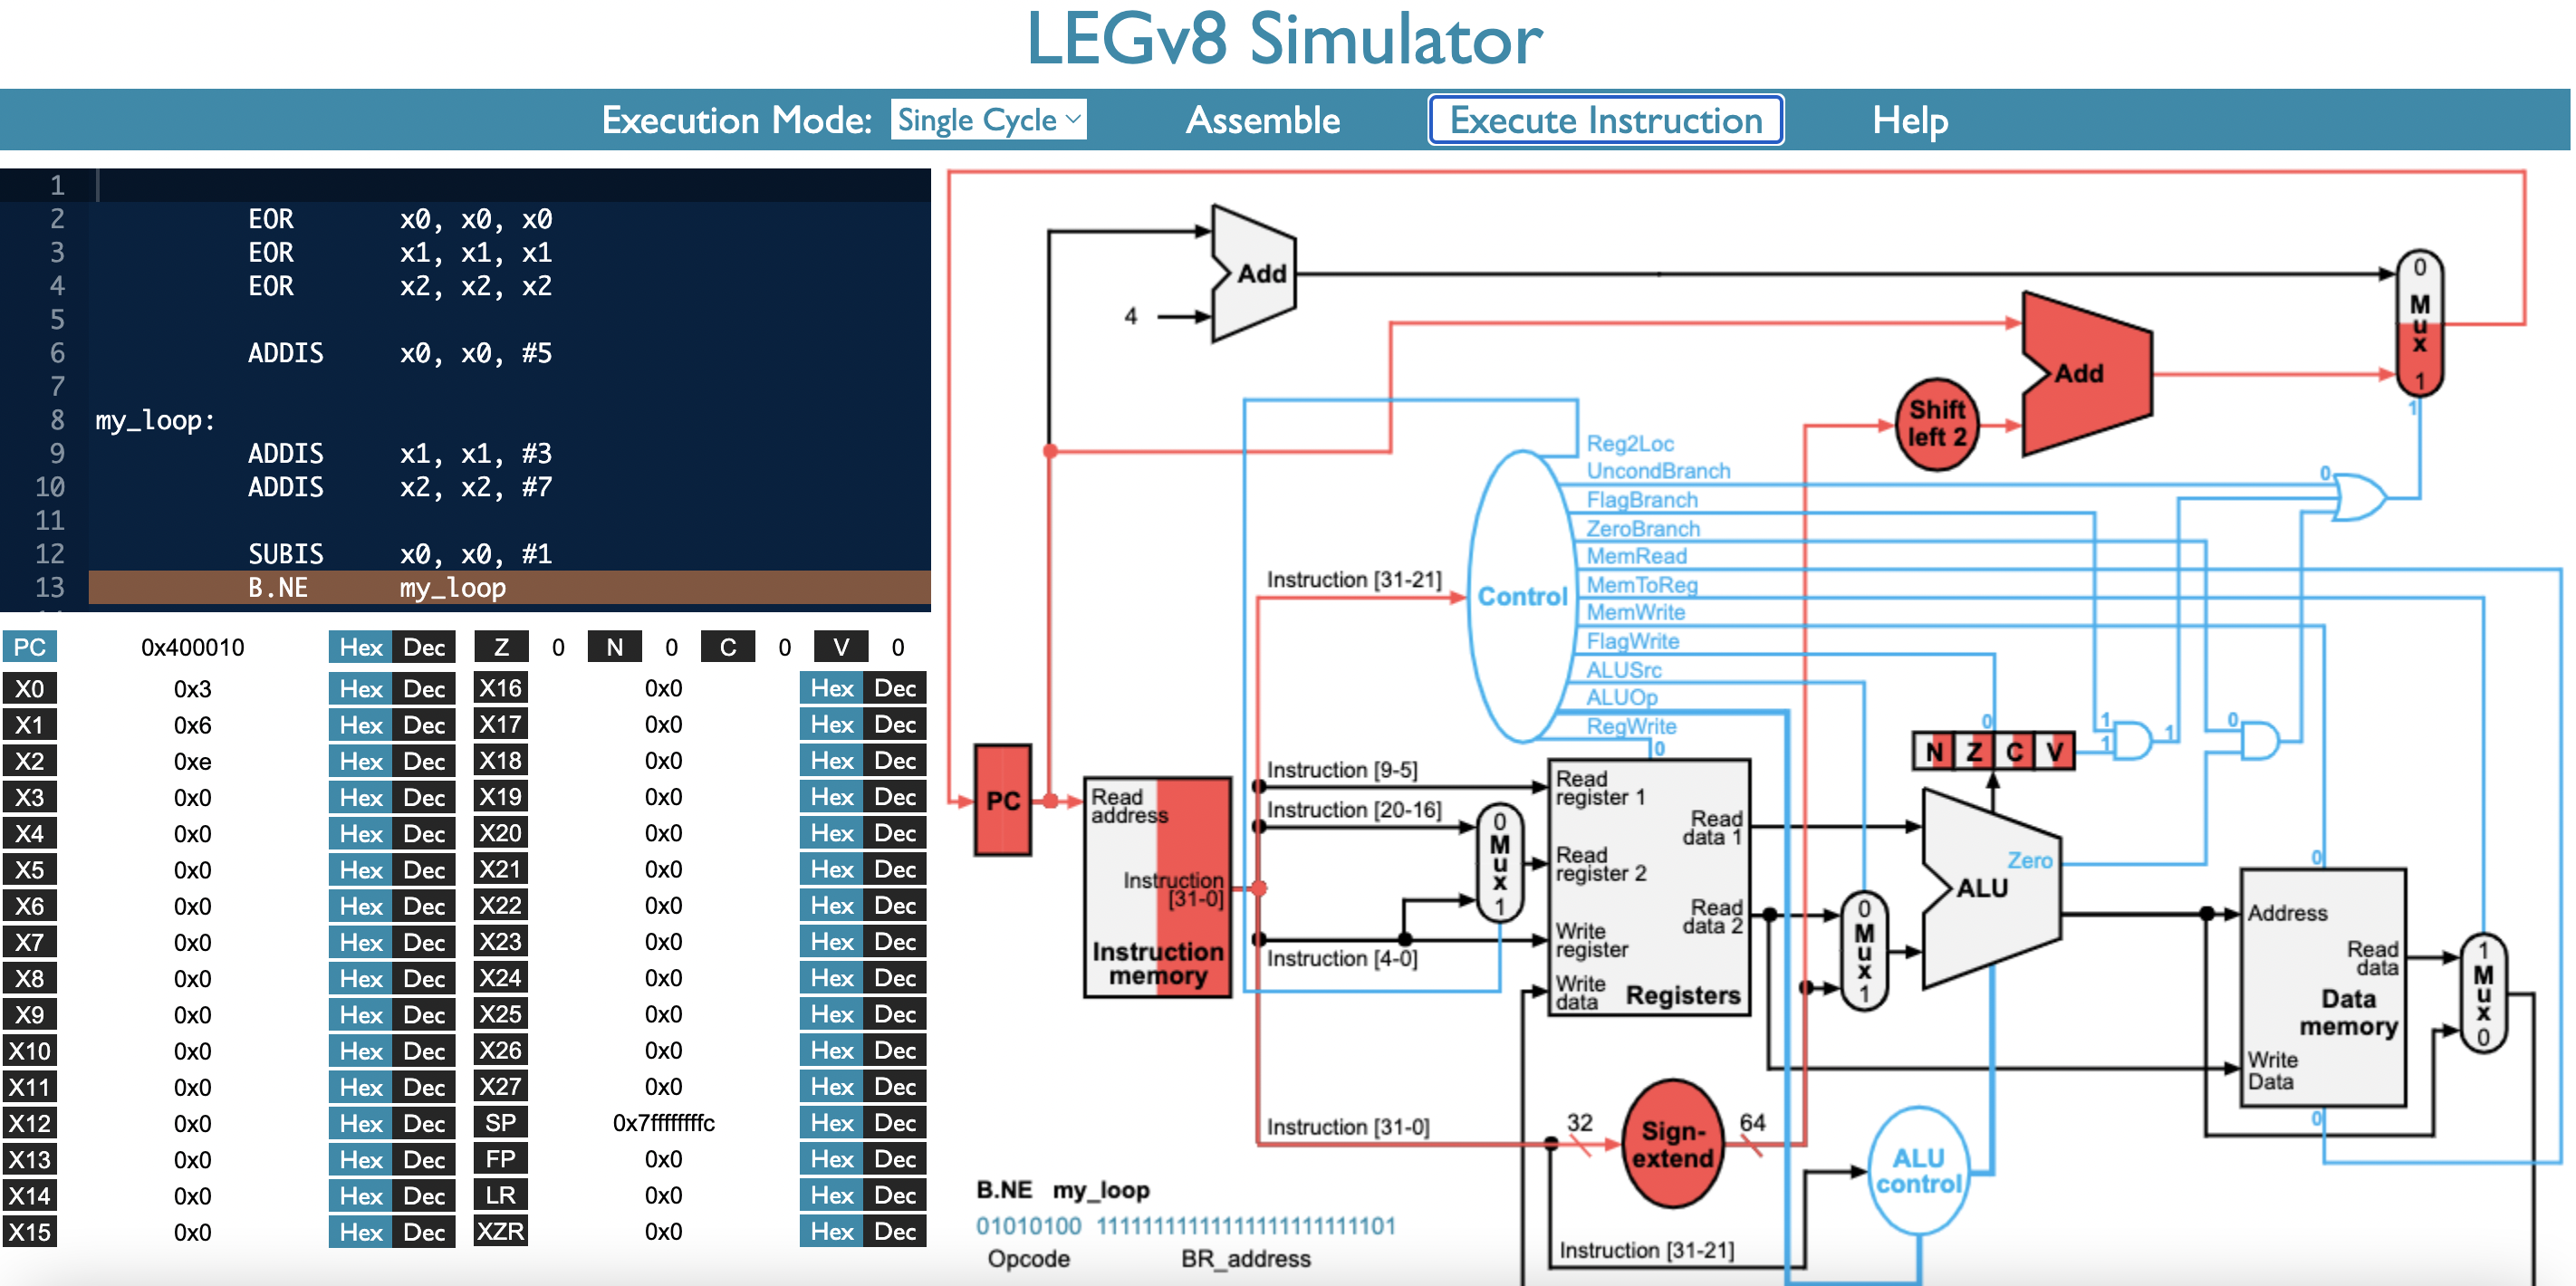 LEGv8 Simulator
Execution Mode: Single Cycle Assemble Execute Instruction Help
1
2 EOR x0, x0, x0
3 EOR x1, x1, x1
4 EOR x2, x2, x2
5
6 ADDIS x0, x0, #5
7
8 my_loop:
9 ADDIS x1, x1, #3
10 ADDIS x2, x2, #7
11
12 SUBIS x0, x0, #1
13 B.NE my_loop
PC 0x400010 Hex Dec Z 0 N 0 C 0 V 0
X0 0x3 Hex Dec X16 0x0 Hex Dec
X1 0x6 Hex Dec X17 0x0 Hex Dec
X2 0xe Hex Dec X18 0x0 Hex Dec
X3 0x0 Hex Dec X19 0x0 Hex Dec
X4 0x0 Hex Dec X20 0x0 Hex Dec
X5 0x0 Hex Dec X21 0x0 Hex Dec
X6 0x0 Hex Dec X22 0x0 Hex Dec
X7 0x0 Hex Dec X23 0x0 Hex Dec
X8 0x0 Hex Dec X24 0x0 Hex Dec
X9 0x0 Hex Dec X25 0x0 Hex Dec
X10 0x0 Hex Dec X26 0x0 Hex Dec
X11 0x0 Hex Dec X27 0x0 Hex Dec
X12 0x0 Hex Dec SP 0x7ffffffffc Hex Dec
X13 0x0 Hex Dec FP 0x0 Hex Dec
X14 0x0 Hex Dec LR 0x0 Hex Dec
X15 0x0 Hex Dec XZR 0x0 Hex Dec
Add
4
0
Mux
1
1
Add
Shift
left 2
Reg2Loc
UncondBranch
FlagBranch
ZeroBranch
MemRead
MemToReg
MemWrite
FlagWrite
ALUSrc
ALUOp
RegWrite
Control
0
0
0
1
1
1
0
N Z C V
PC
Read
address
Instruction
[31-0]
Instruction
memory
Instruction [31-21]
Instruction [9-5]
Instruction [20-16]
Instruction [4-0]
Instruction [31-0]
0
Mux
1
Read
register 1
Read
register 2
Write
register
Write
data
Registers
Read
data 1
Read
data 2
0
Mux
1
Zero
ALU
0
Address
Read
data
Data
memory
Write
Data
0
1
Mux
0
32
Sign-
extend
64
ALU
control
Instruction [31-21]
B.NE my_loop
01010100 111111111111111111111101
Opcode BR_address